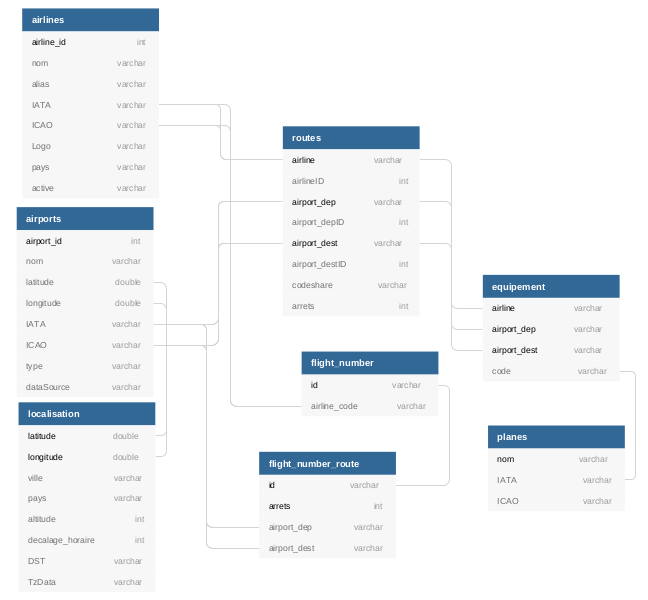 airlines
airline_id int
nom varchar
alias varchar
IATA varchar
ICAO varchar
Logo varchar
pays varchar
active varchar
airports
airport_id int
nom varchar
latitude double
longitude double
IATA varchar
ICAO varchar
type varchar
dataSource varchar
localisation
latitude double
longitude double
ville varchar
pays varchar
altitude int
decalage_horaire int
DST varchar
TzData varchar
routes
airline varchar
airlineID int
airport_dep varchar
airport_depID int
airport_dest varchar
airport_destID int
codeshare varchar
arrets int
flight_number
id varchar
airline_code varchar
flight_number_route
id varchar
arrets int
airport_dep varchar
airport_dest varchar
equipement
airline varchar
airport_dep varchar
airport_dest varchar
code varchar
planes
nom varchar
IATA varchar
ICAO varchar